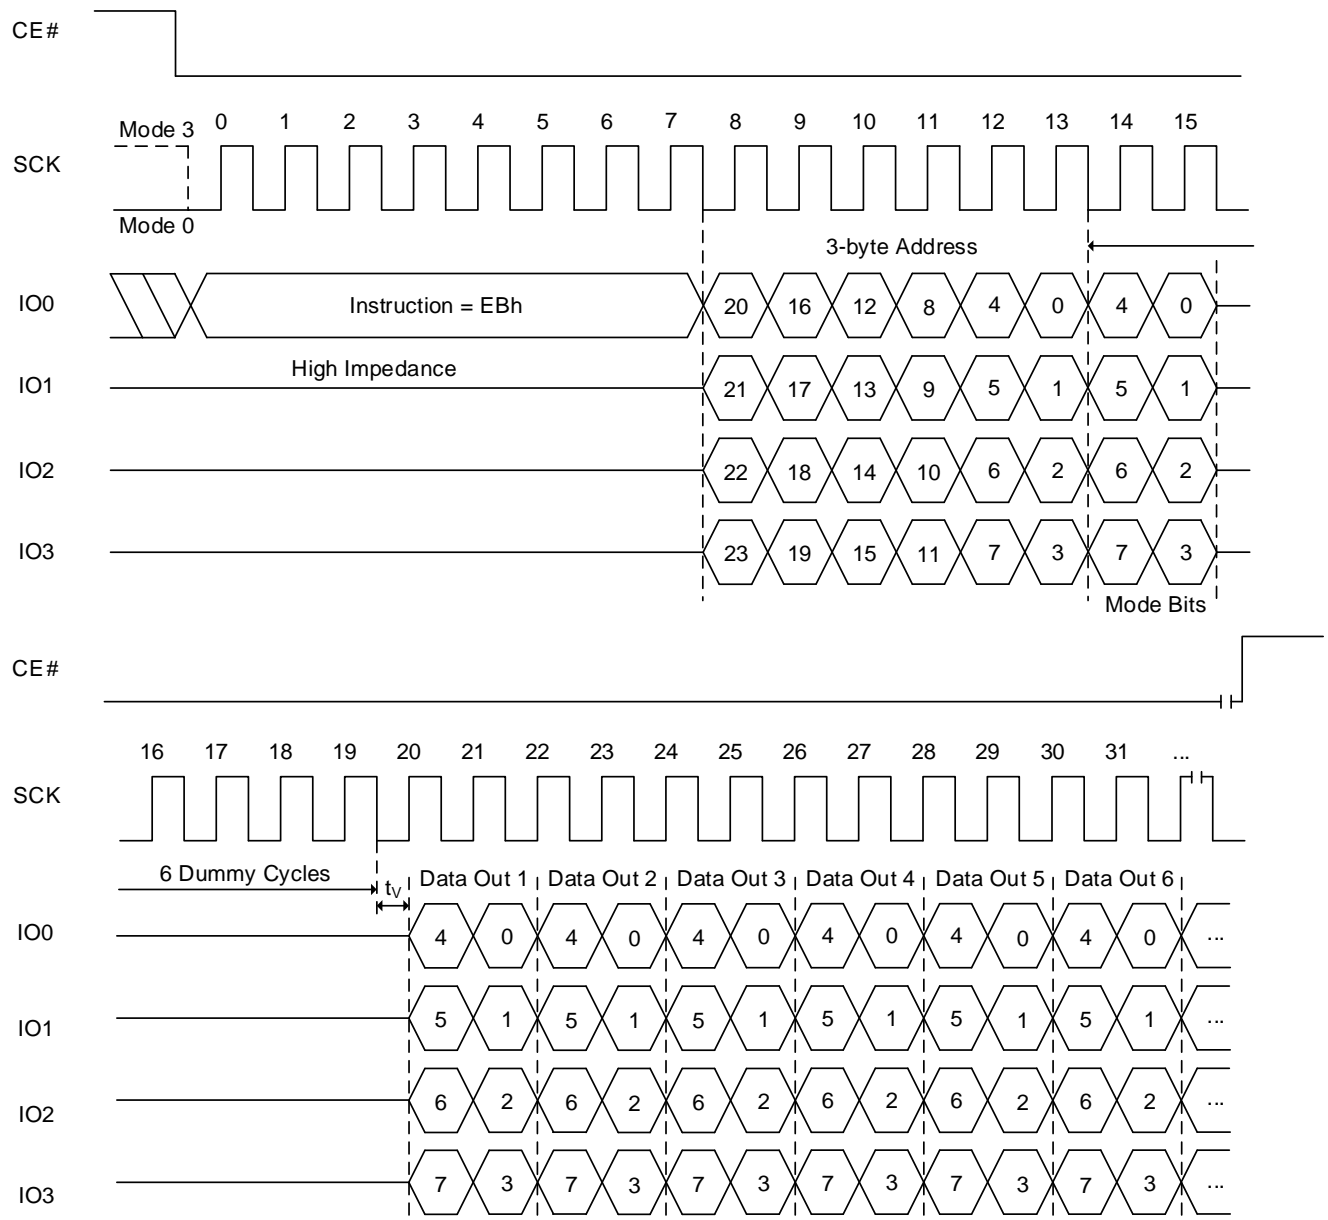 CE#
Mode 3 0 1 2 3 4 5 6 7 8 9 10 11 12 13 14 15
SCK
Mode 0
3-byte Address
IO0 Instruction = EBh 20 16 12 8 4 0 4 0
High Impedance
IO1 21 17 13 9 5 1 5 1
IO2 22 18 14 10 6 2 6 2
IO3 23 19 15 11 7 3 7 3
Mode Bits
CE#
16 17 18 19 20 21 22 23 24 25 26 27 28 29 30 31 ...
SCK
6 Dummy Cycles tV Data Out 1 Data Out 2 Data Out 3 Data Out 4 Data Out 5 Data Out 6
IO0 4 0 4 0 4 0 4 0 4 0 4 0 ...
IO1 5 1 5 1 5 1 5 1 5 1 5 1 ...
IO2 6 2 6 2 6 2 6 2 6 2 6 2 ...
IO3 7 3 7 3 7 3 7 3 7 3 7 3 ...